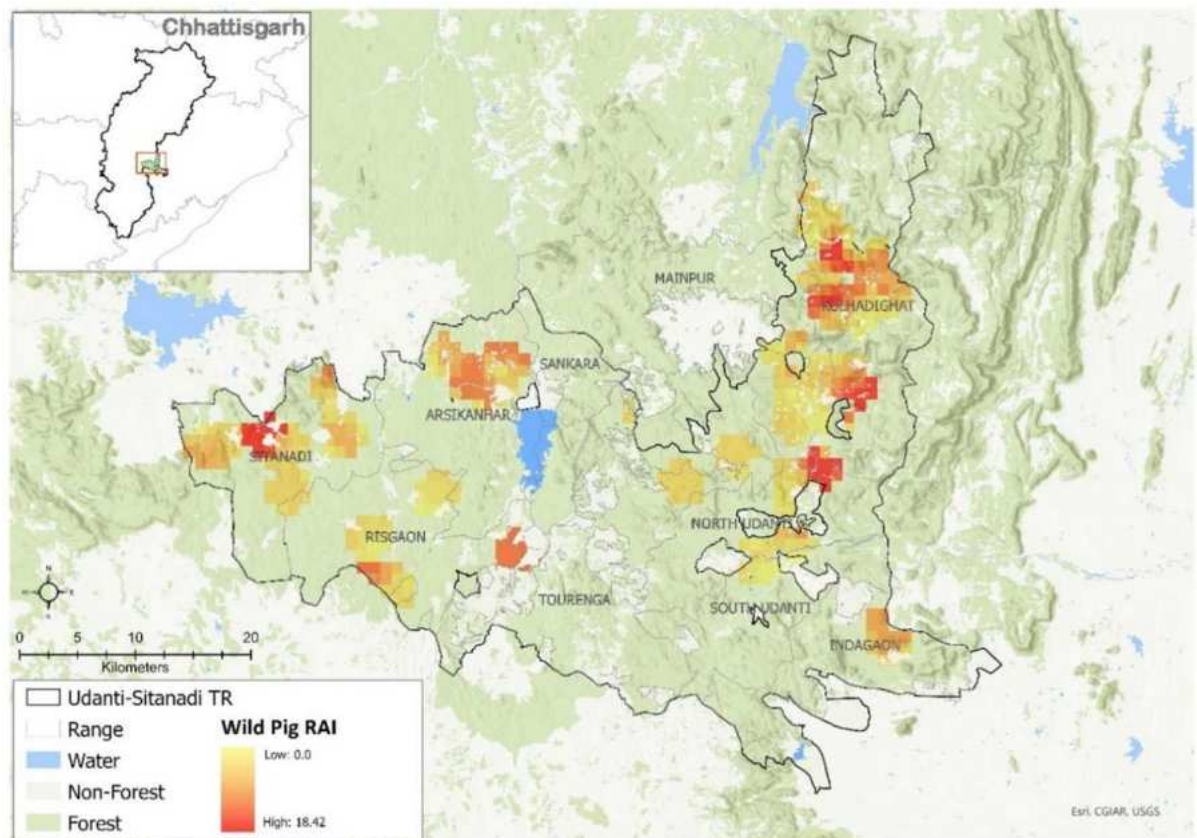 Chhattisgarh
MAINPUR
KULHADIGHAT
SANKARA
ARSIKANHAR
SITANADI
NORTH UDANTI
RISGAON
TOURENGA
SOUTH UDANTI
INDAGAON
N
0 5 10 20
Kilometers
Udanti-Sitanadi TR
Range
Water
Non-Forest
Forest
Wild Pig RAI
Low: 0.0
High: 18.42
Esri, CGIAR, USGS